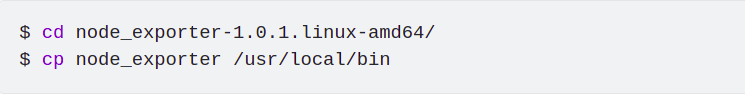 $ cd node_exporter-1.0.1.linux-amd64/
$ cp node_exporter /usr/local/bin